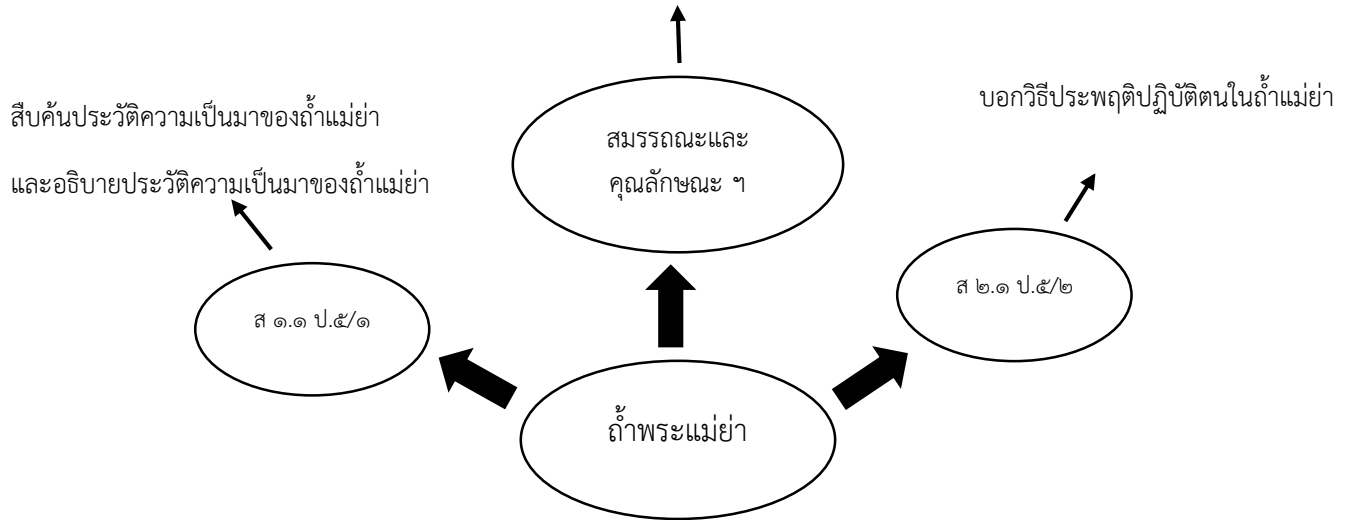 สืบค้นประวัติความเป็นมาของถ้ำแม่ย่า
และอธิบายประวัติความเป็นมาของถ้ำแม่ย่า
สมรรถณะและ
คุณลักษณะ ฯ
บอกวิธีประพฤติปฏิบัติตนในถ้ำแม่ย่า
ส ๑.๑ ป.๕/๑
ส ๒.๑ ป.๕/๒
ถ้ำพระแม่ย่า